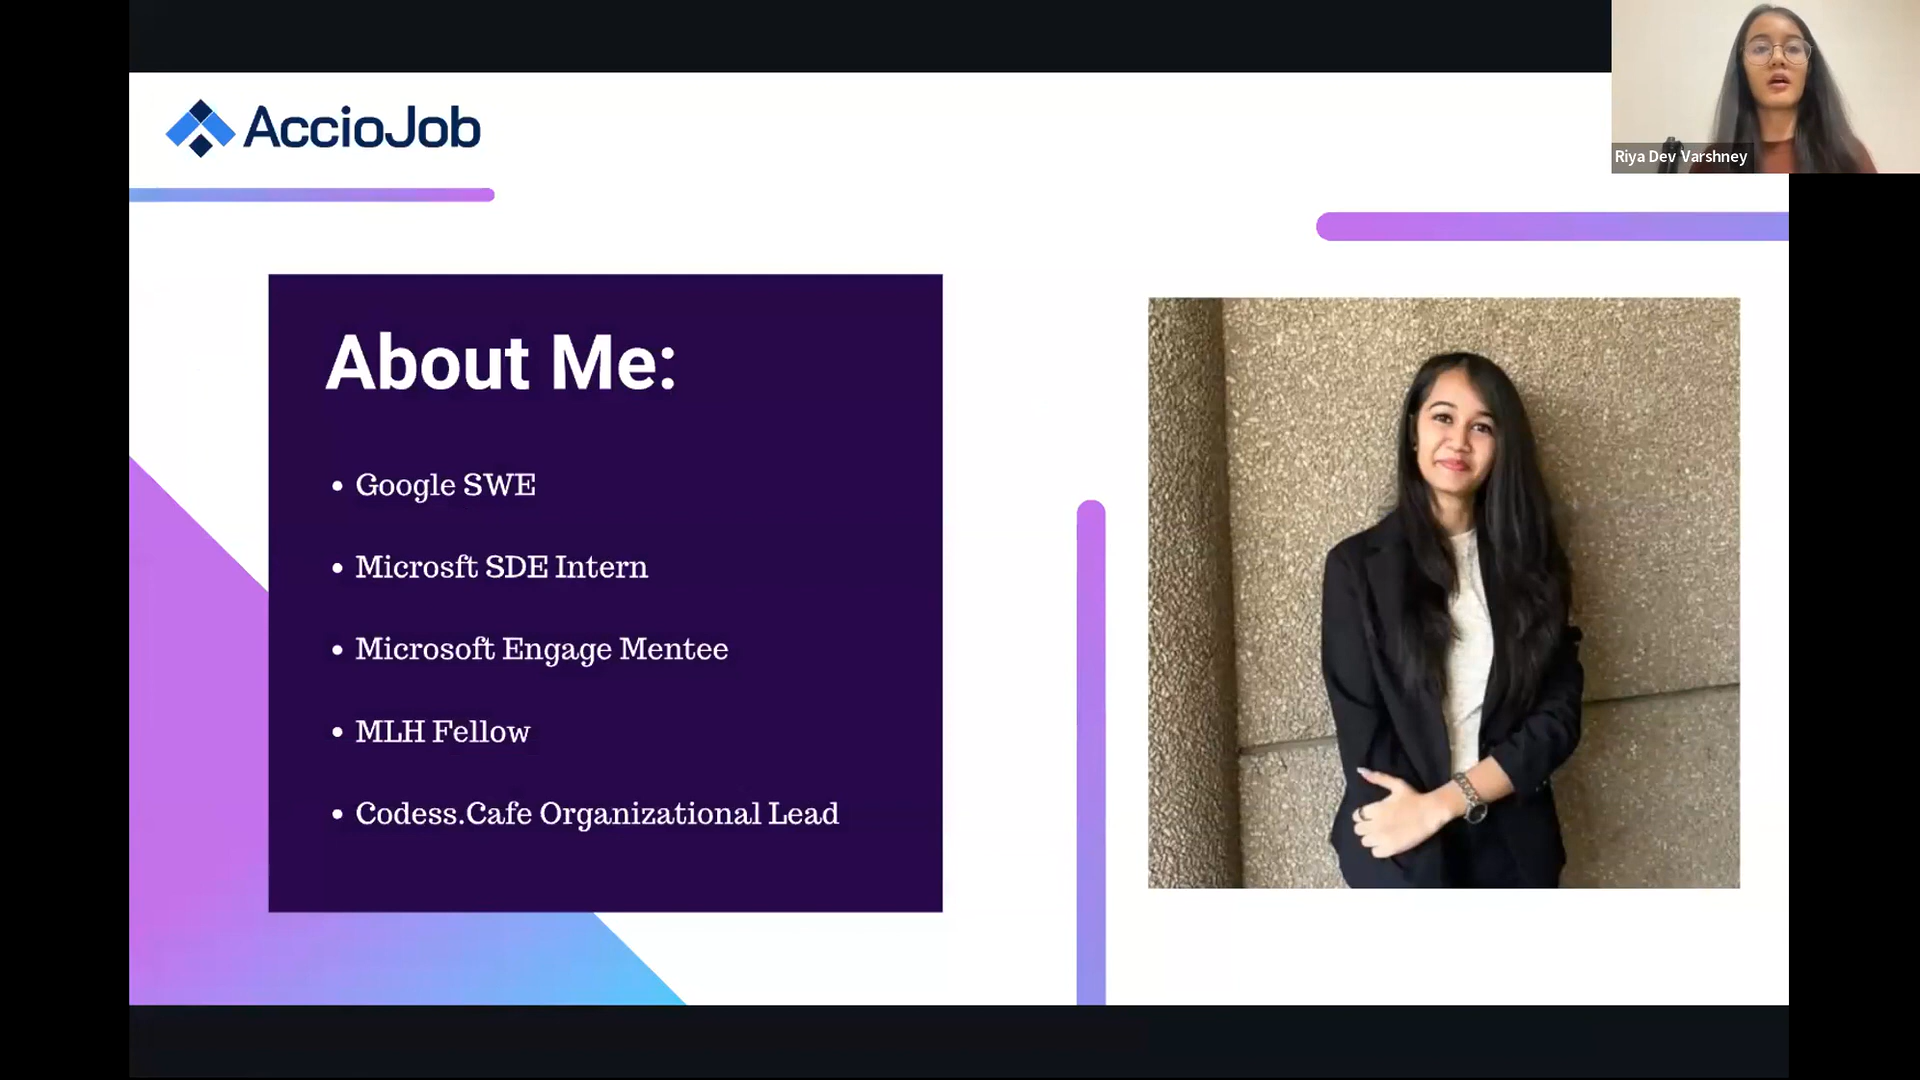 AccioJob
Riya Dev Varshney
About Me:
• Google SWE
• Microsft SDE Intern
• Microsoft Engage Mentee
• MLH Fellow
• Codess.Cafe Organizational Lead